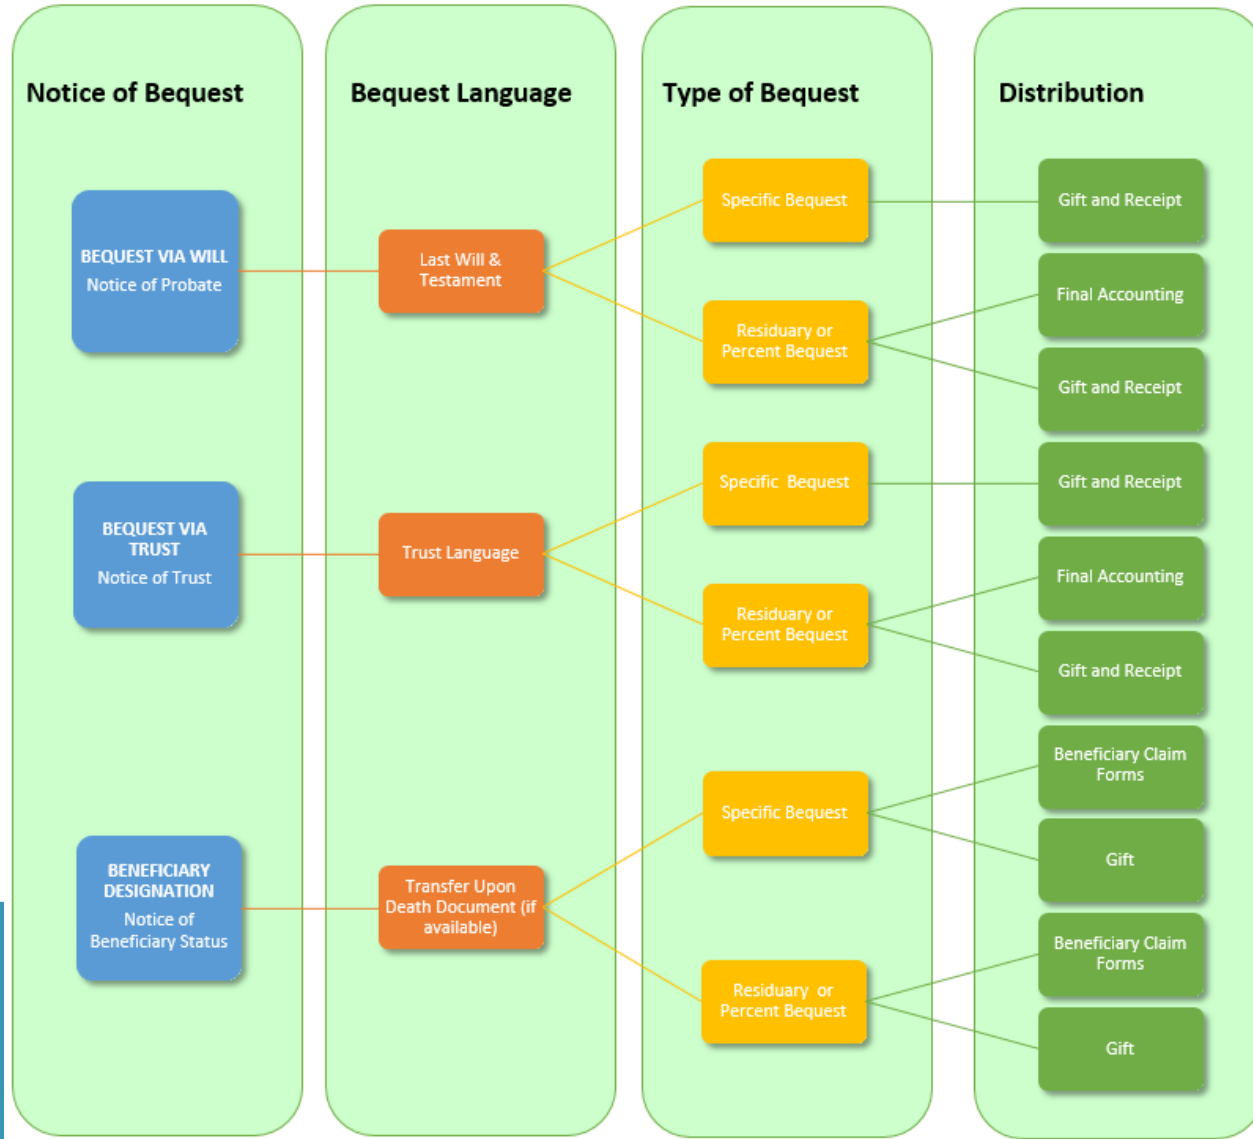 Notice of Bequest
Bequest Language
Type of Bequest
Distribution
BEQUEST VIA WILL
Notice of Probate
Last Will &
Testament
Specific Bequest
Gift and Receipt
Residuary or
Percent Bequest
Final Accounting
Gift and Receipt
BEQUEST VIA
TRUST
Notice of Trust
Trust Language
Specific Bequest
Gift and Receipt
Residuary or
Percent Bequest
Final Accounting
Gift and Receipt
BENEFICIARY
DESIGNATION
Notice of
Beneficiary Status
Transfer Upon
Death Document (if
available)
Specific Bequest
Beneficiary Claim
Forms
Gift
Residuary or
Percent Bequest
Beneficiary Claim
Forms
Gift